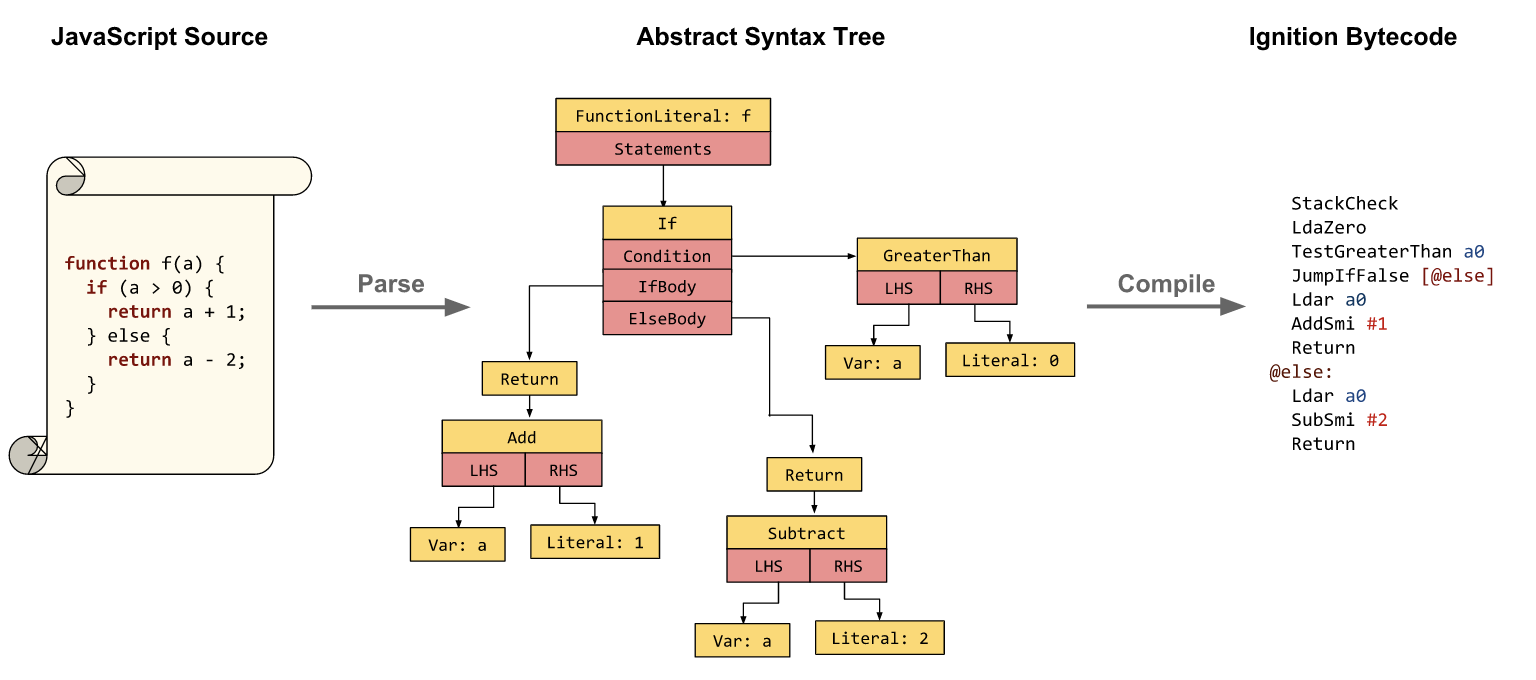 JavaScript Source
Abstract Syntax Tree
Ignition Bytecode
function f(a) {
  if (a > 0) {
    return a + 1;
  } else {
    return a - 2;
  }
}
Parse
FunctionLiteral: f
Statements
If
Condition
IfBody
ElseBody
GreaterThan
LHS RHS
Var: a
Literal: 0
Return
Add
LHS RHS
Var: a
Literal: 1
Return
Subtract
LHS RHS
Var: a
Literal: 2
Compile
  StackCheck
  LdaZero
  TestGreaterThan a0
  JumpIfFalse [@else]
  Ldar a0
  AddSmi #1
  Return
@else:
  Ldar a0
  SubSmi #2
  Return